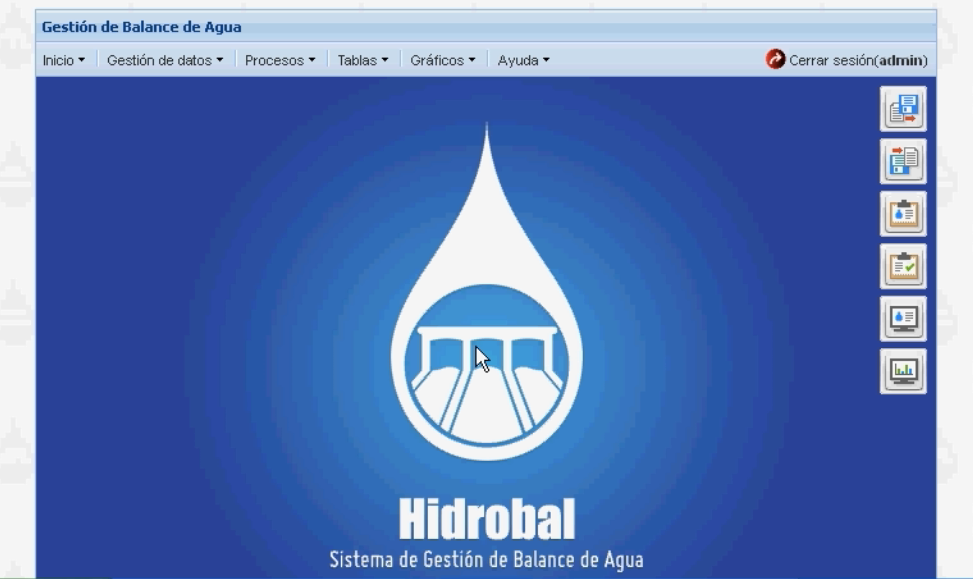 Gestión de Balance de Agua
Inicio Gestión de datos Procesos Tablas Gráficos Ayuda Cerrar sesión(admin)
Hidrobal
Sistema de Gestión de Balance de Agua